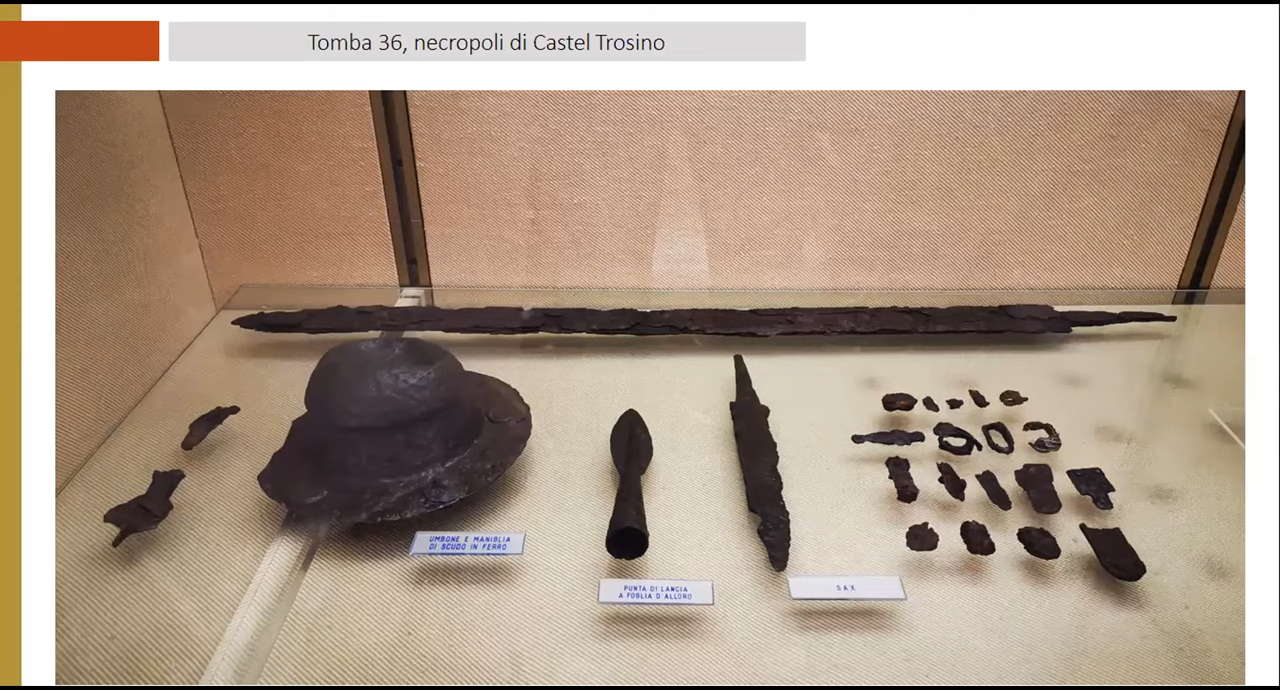 Tomba 36, necropoli di Castel Trosino
UMBONE E MANIGLIA
DI SCUDO IN FERRO
PUNTA DI LANCIA
A FOGLIA D'ALLORO
SAX